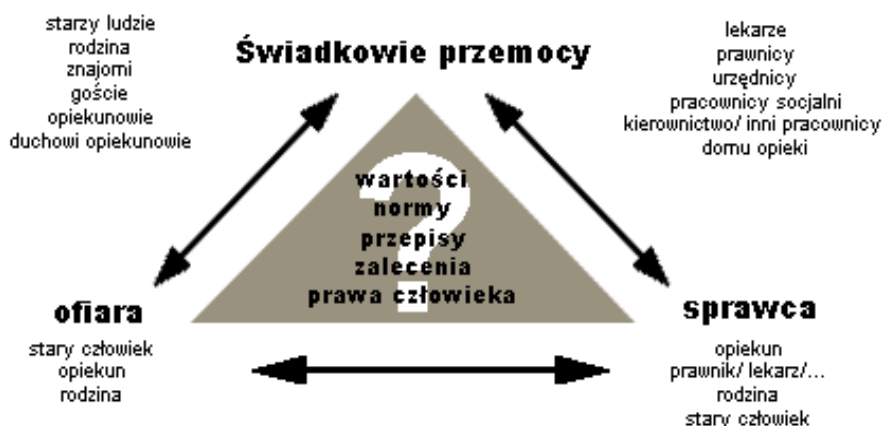 starzy ludzie
rodzina
znajomi
goście
opiekunowie
duchowi opiekunowie
Świadkowie przemocy
lekarze
prawnicy
urzędnicy
pracownicy socjalni
kierownictwo/ inni pracownicy
domu opieki
?
wartości
normy
przepisy
zalecenia
prawa człowieka
ofiara
stary człowiek
opiekun
rodzina
sprawca
opiekun
prawnik/ lekarz/...
rodzina
stary człowiek